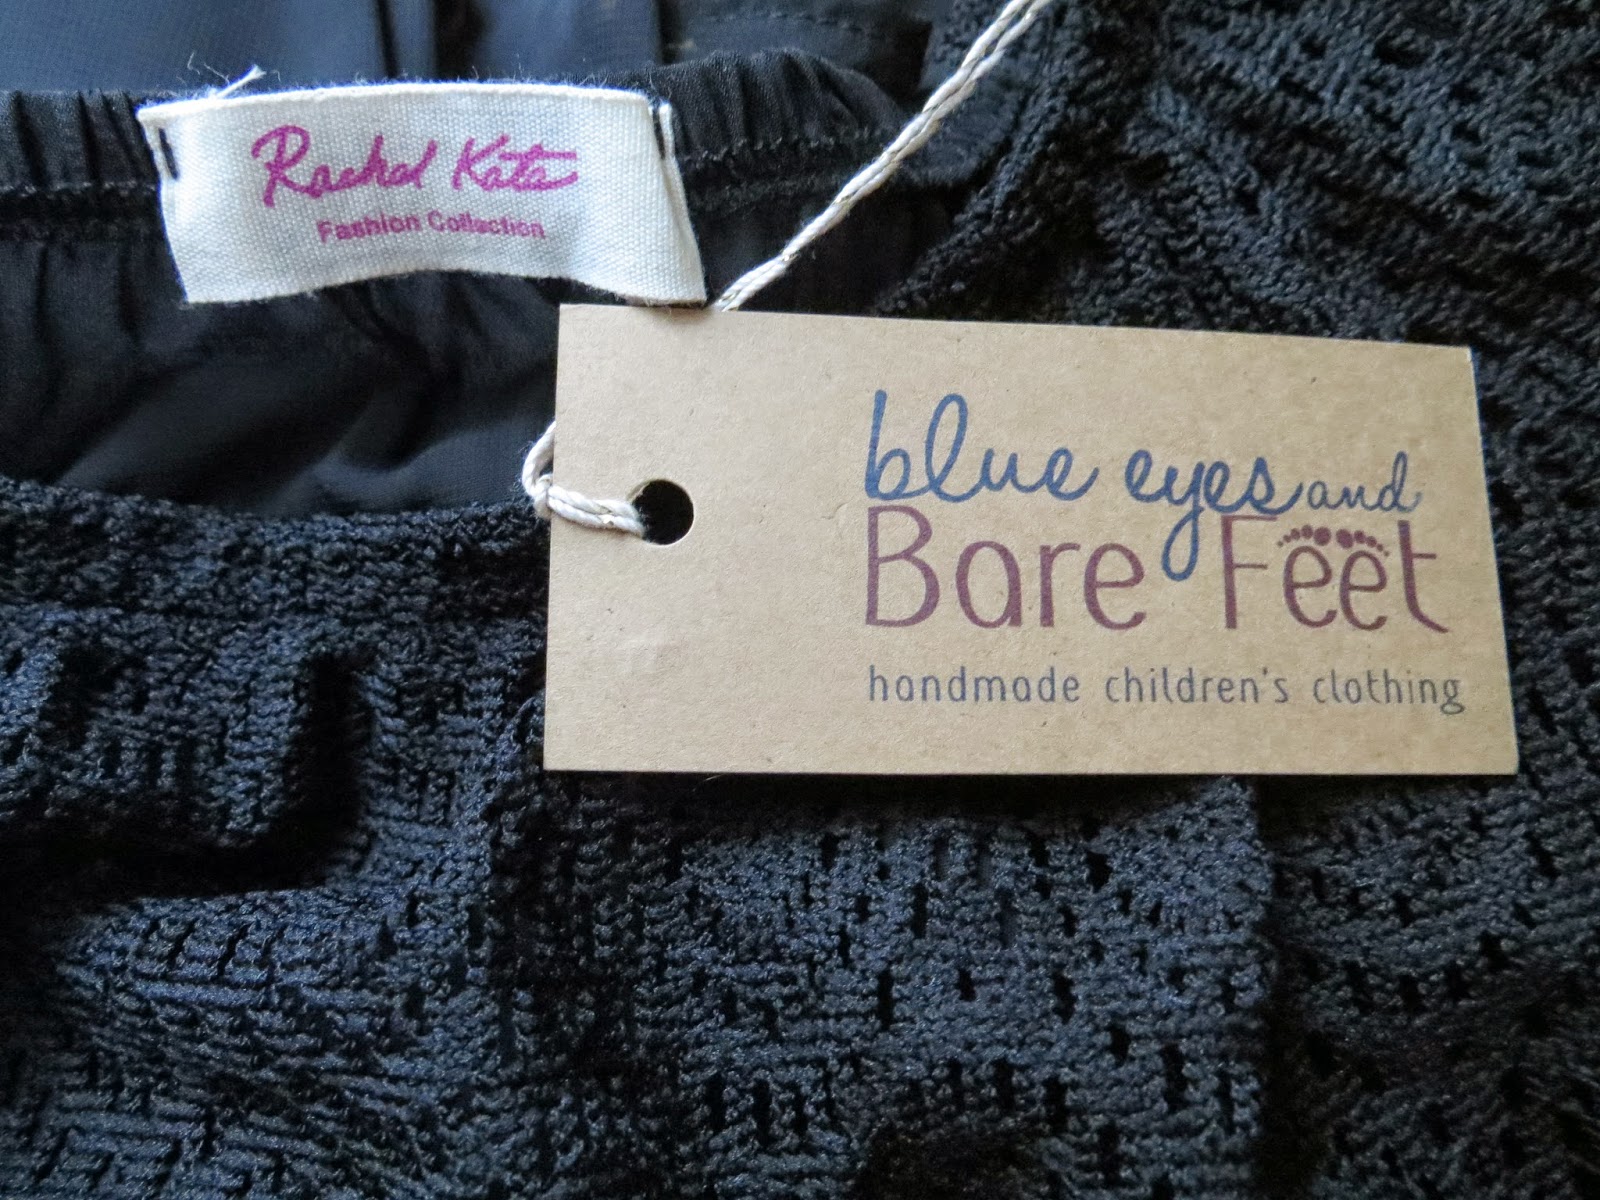 Rachel Kate
Fashion Collection
blue eyes and
Bare Feet
handmade children's clothing